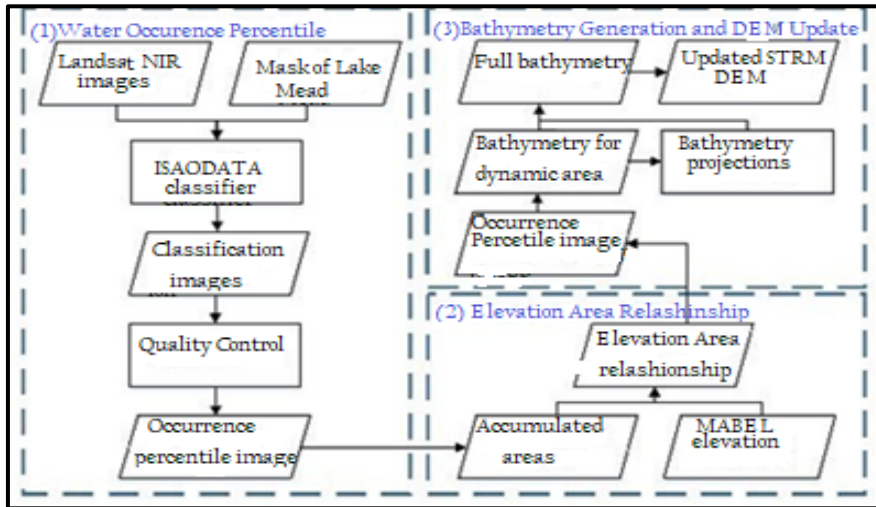 (1)Water Occurence Percentile
Landsat NIR
images
Mask of Lake
Mead
ISAODATA
classifier
Classification
images
Quality Control
Occurrence
percentile image
(3)Bathymetry Generation and DEM Update
Full bathymetry
Updated STRM
DEM
Bathymetry for
dynamic area
Bathymetry
projections
Occurrence
Percetile image
(2) Elevation Area Relashinship
Elevation Area
relashionship
Accumulated
areas
MABEL
elevation